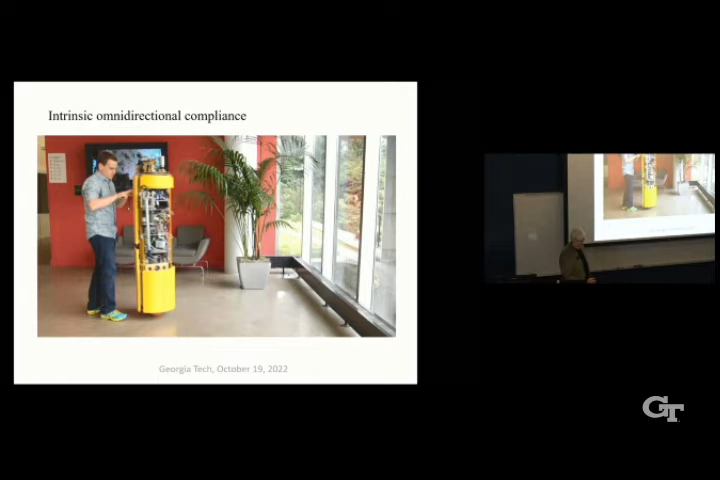 Intrinsic omnidirectional compliance
Georgia Tech, October 19, 2022
GT